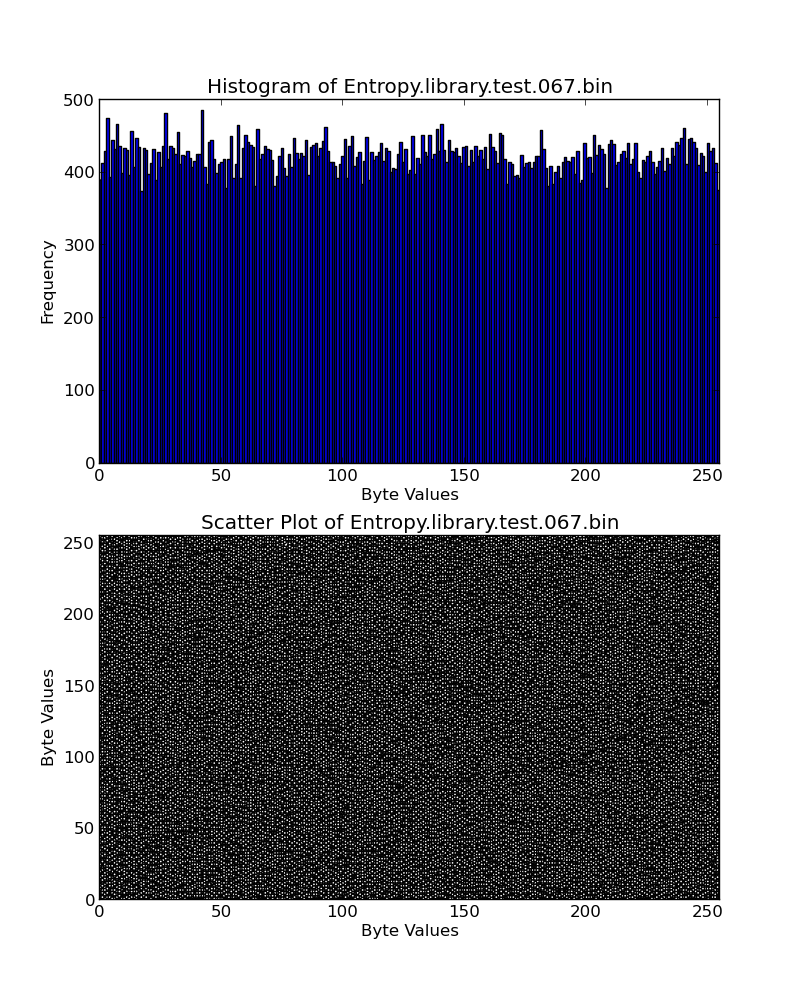 Histogram of Entropy.library.test.067.bin
500
400
300
200
100
0
Frequency
0 50 100 150 200 250
Byte Values
Scatter Plot of Entropy.library.test.067.bin
250
200
150
100
50
0
Byte Values
0 50 100 150 200 250
Byte Values